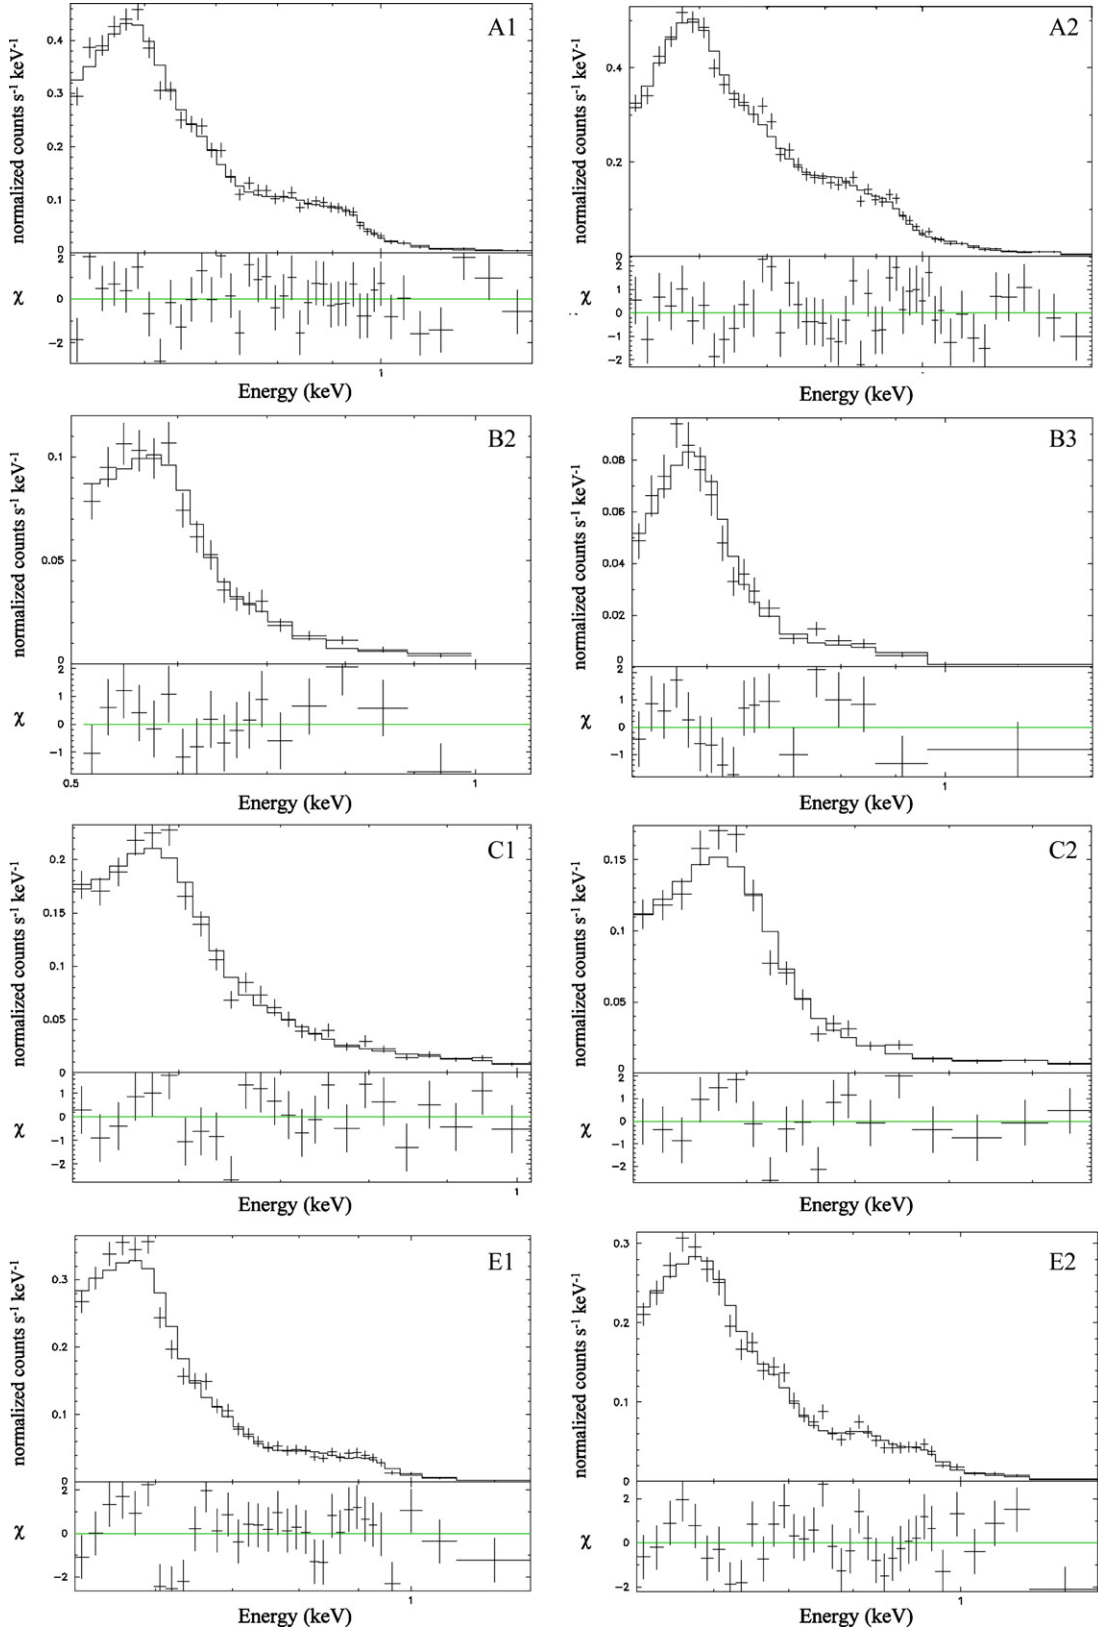 A1
normalized counts s-1 keV-1
0.4
0.3
0.2
0.1
0
χ
2
0
−2
1
Energy (keV)
A2
normalized counts s-1 keV-1
0.4
0.2
0
χ
2
1
0
−1
−2
Energy (keV)
B2
normalized counts s-1 keV-1
0.1
0.05
0
χ
2
1
0
−1
0.5
1
Energy (keV)
B3
normalized counts s-1 keV-1
0.08
0.06
0.04
0.02
0
χ
2
1
0
−1
1
Energy (keV)
C1
normalized counts s-1 keV-1
0.2
0.15
0.1
0.05
0
χ
1
0
−1
−2
1
Energy (keV)
C2
normalized counts s-1 keV-1
0.15
0.1
0.05
0
χ
2
1
0
−1
−2
Energy (keV)
E1
normalized counts s-1 keV-1
0.3
0.2
0.1
0
χ
2
0
−2
1
Energy (keV)
E2
normalized counts s-1 keV-1
0.3
0.2
0.1
0
χ
2
0
−2
1
Energy (keV)